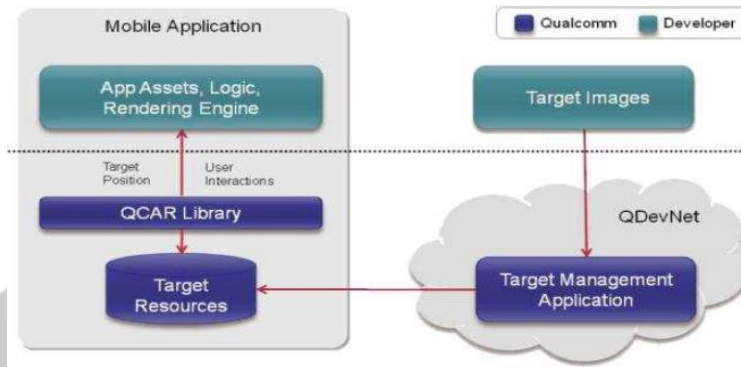 Mobile Application
Qualcomm
Developer
App Assets, Logic,
Rendering Engine
Target Images
Target
Position
User
Interactions
QCAR Library
QDevNet
Target
Resources
Target Management
Application